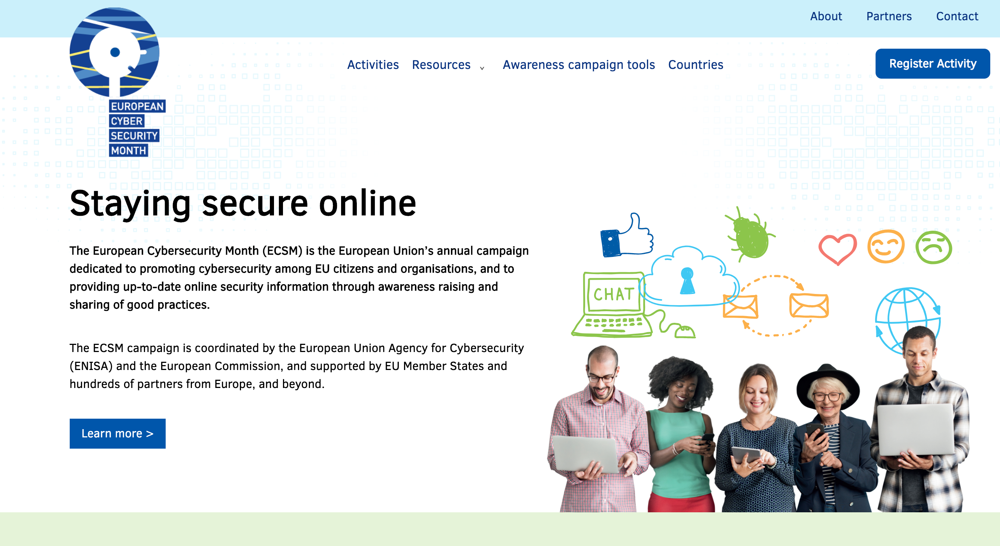 About Partners Contact
Activities Resources Awareness campaign tools Countries
Register Activity
EUROPEAN
CYBER
SECURITY
MONTH
Staying secure online
The European Cybersecurity Month (ECSM) is the European Union’s annual campaign
dedicated to promoting cybersecurity among EU citizens and organisations, and to
providing up-to-date online security information through awareness raising and
sharing of good practices.
The ECSM campaign is coordinated by the European Union Agency for Cybersecurity
(ENISA) and the European Commission, and supported by EU Member States and
hundreds of partners from Europe, and beyond.
Learn more >
CHAT